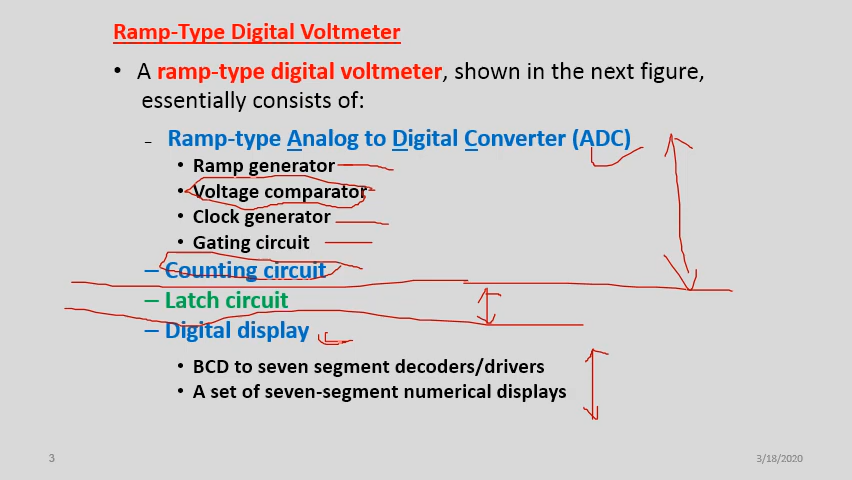 Ramp-Type Digital Voltmeter
• A ramp-type digital voltmeter, shown in the next figure,
essentially consists of:
– Ramp-type Analog to Digital Converter (ADC)
• Ramp generator
• Voltage comparator
• Clock generator
• Gating circuit
– Counting circuit
– Latch circuit
– Digital display
• BCD to seven segment decoders/drivers
• A set of seven-segment numerical displays
3
3/18/2020